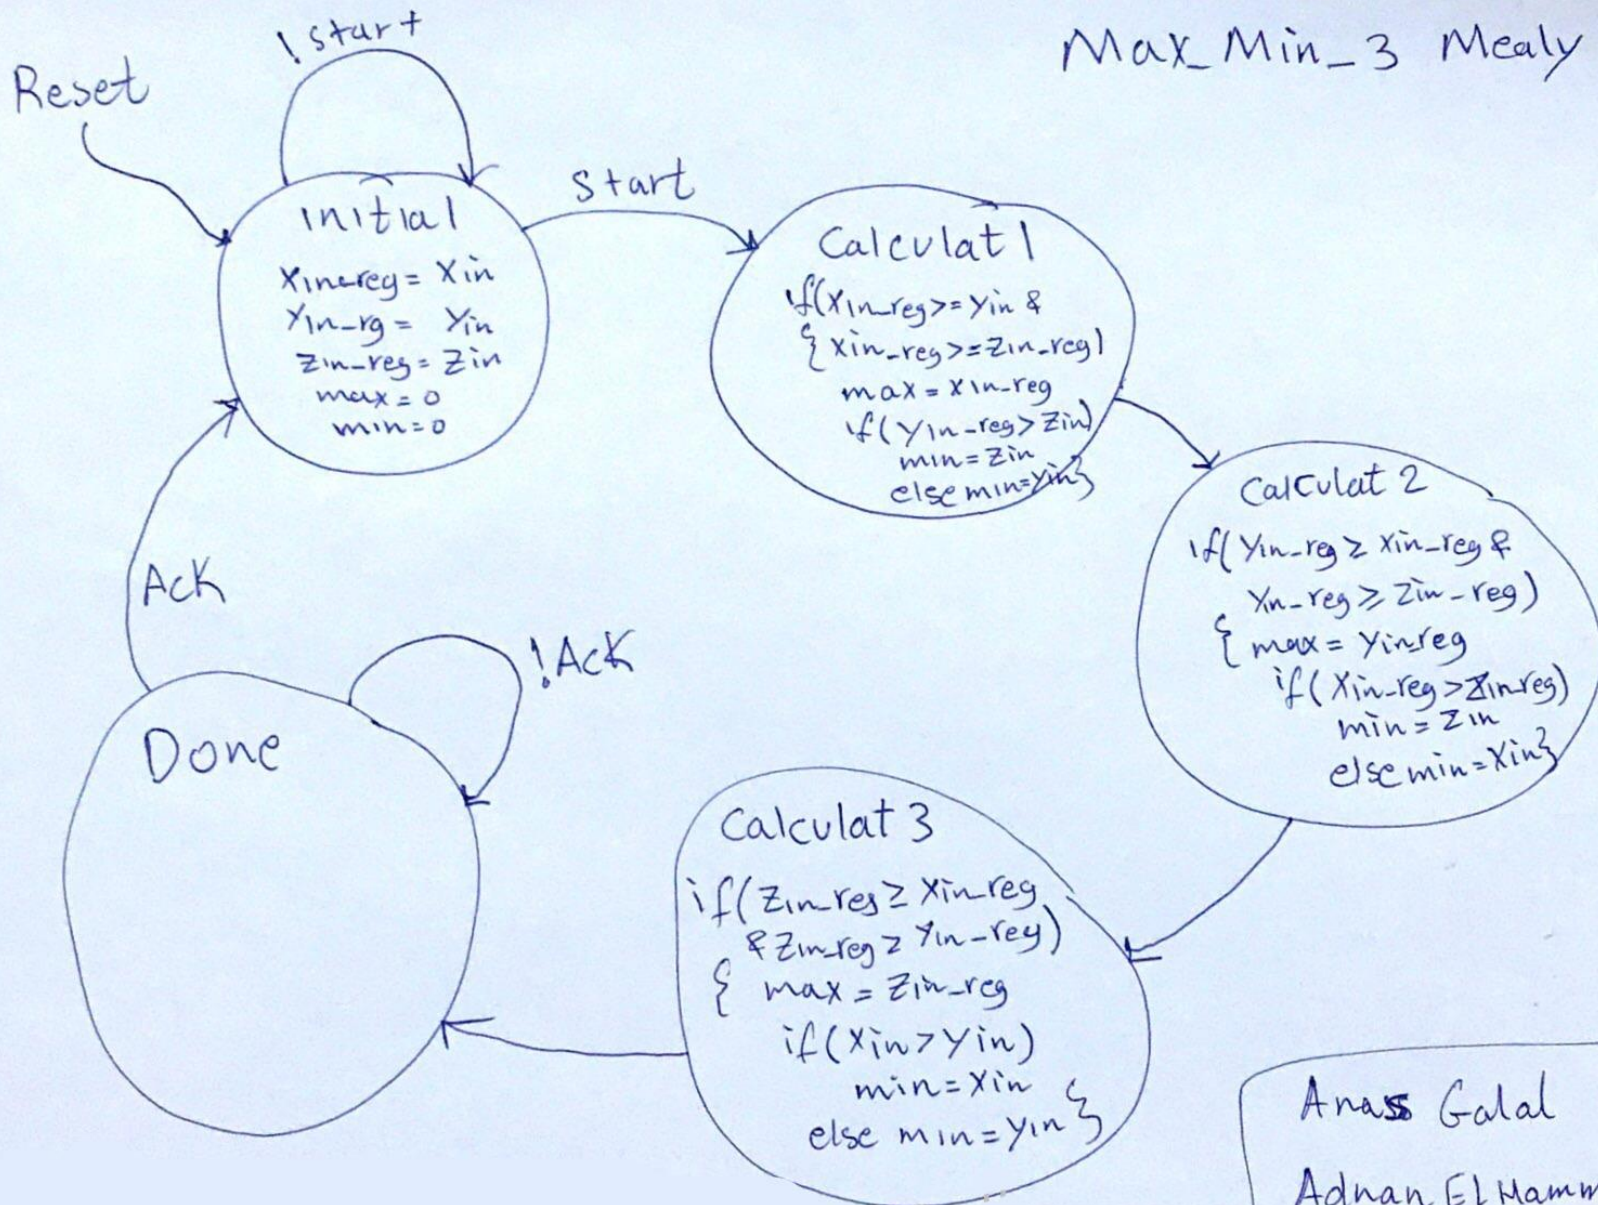 Max_Min_3 Mealy
!start
Reset
start
initial
Xin_reg = Xin
Yin_rg = Yin
Zin_reg = Zin
max = 0
min = 0
Calculat 1
if(Xin_reg >= Yin &
{ Xin_reg >= Zin_reg)
max = Xin_reg
if(Yin_reg > Zin)
min = Zin
else min = Yin}
Calculat 2
if(Yin_reg ≥ Xin_reg &
Yin_reg ≥ Zin_reg)
{ max = Yin_reg
if(Xin_reg > Zin_reg)
min = Zin
else min = Xin}
Ack
!Ack
Done
Calculat 3
if(Zin_reg ≥ Xin_reg
& Zin_reg ≥ Yin_reg)
{ max = Zin_reg
if(Xin > Yin)
min = Xin
else min = Yin }
Anass Galal
Adnan El Mamm